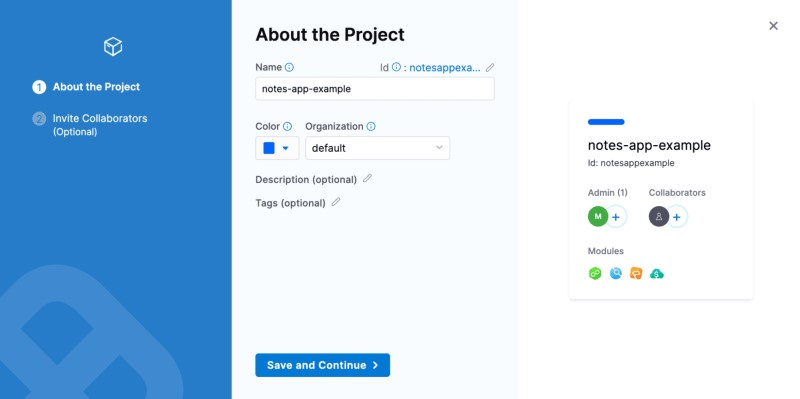 1 About the Project
2 Invite Collaborators
(Optional)
About the Project
Name
Id : notesappexa...
notes-app-example
Color
Organization
default
Description (optional)
Tags (optional)
Save and Continue
notes-app-example
Id: notesappexample
Admin (1)
Collaborators
M +
+
Modules